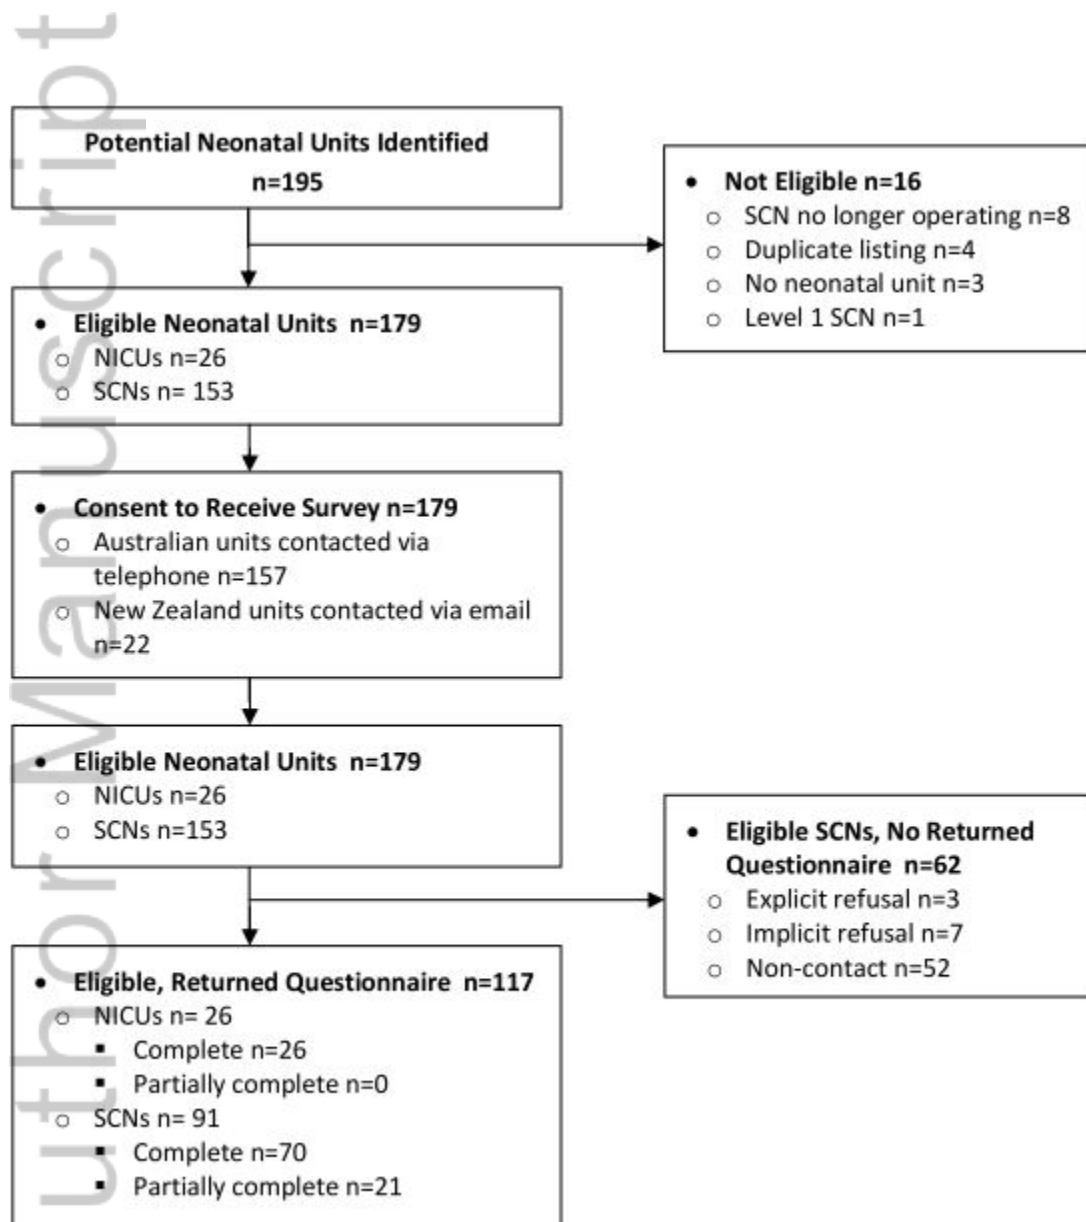 Potential Neonatal Units Identified
n=195
• Not Eligible n=16
○ SCN no longer operating n=8
○ Duplicate listing n=4
○ No neonatal unit n=3
○ Level 1 SCN n=1
• Eligible Neonatal Units n=179
○ NICUs n=26
○ SCNs n= 153
• Consent to Receive Survey n=179
○ Australian units contacted via
telephone n=157
○ New Zealand units contacted via email
n=22
• Eligible Neonatal Units n=179
○ NICUs n=26
○ SCNs n=153
• Eligible SCNs, No Returned
Questionnaire n=62
○ Explicit refusal n=3
○ Implicit refusal n=7
○ Non-contact n=52
• Eligible, Returned Questionnaire n=117
○ NICUs n= 26
▪ Complete n=26
▪ Partially complete n=0
○ SCNs n= 91
▪ Complete n=70
▪ Partially complete n=21
uthor Manuscript